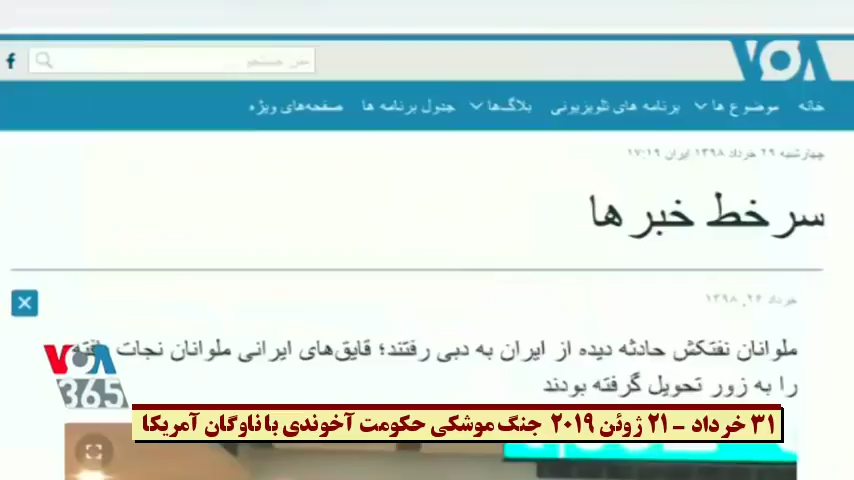 VOA
متن جستجو
خانه موضوع ها برنامه های تلویزیونی بلاگ‌ها جدول برنامه ها صفحه‌های ویژه
چهارشنبه ۲۹ خرداد ۱۳۹۸ ایران ۱۷:۱۹
سرخط خبرها
خرداد ۲۶, ۱۳۹۸
ملوانان نفتکش حادثه دیده از ایران به دبی رفتند؛ قایق‌های ایرانی ملوانان نجات یافته
را به زور تحویل گرفته بودند
VOA
365
۳۱ خرداد - ۲۱ ژوئن ۲۰۱۹ جنگ موشکی حکومت آخوندی با ناوگان آمریکا